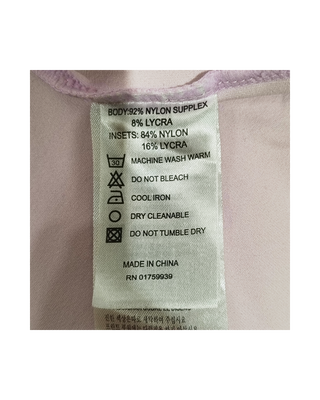 BODY:92% NYLON SUPPLEX
8% LYCRA
INSETS: 84% NYLON
16% LYCRA
30 MACHINE WASH WARM
DO NOT BLEACH
COOL IRON
DRY CLEANABLE
DO NOT TUMBLE DRY
MADE IN CHINA
RN 01759939